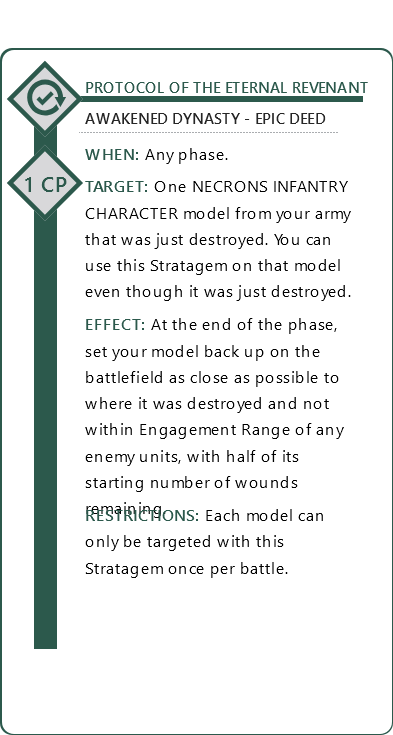 PROTOCOL OF THE ETERNAL REVENANT
AWAKENED DYNASTY - EPIC DEED
WHEN: Any phase.
1 CP
TARGET: One NECRONS INFANTRY
CHARACTER model from your army
that was just destroyed. You can
use this Stratagem on that model
even though it was just destroyed.
EFFECT: At the end of the phase,
set your model back up on the
battlefield as close as possible to
where it was destroyed and not
within Engagement Range of any
enemy units, with half of its
starting number of wounds
remaining.
RESTRICTIONS: Each model can
only be targeted with this
Stratagem once per battle.